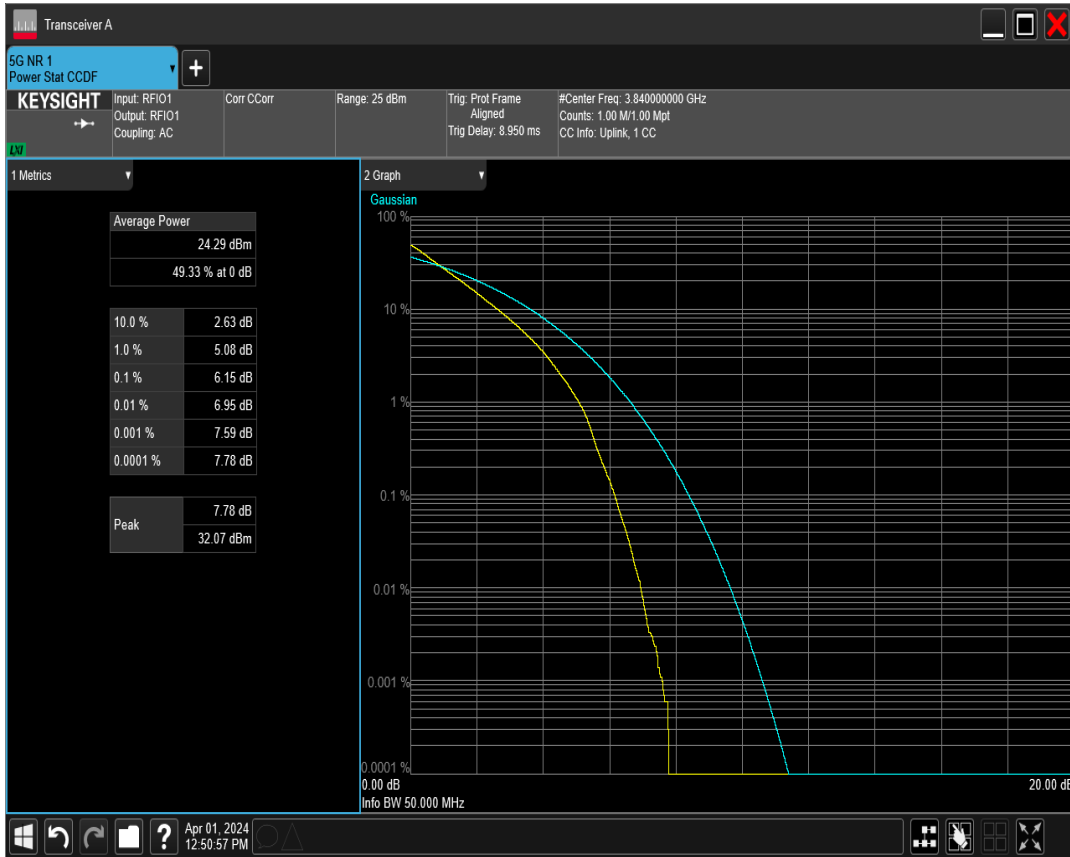 Transceiver A
5G NR 1
Power Stat CCDF
KEYSIGHT
LXI
Input: RFIO1
Output: RFIO1
Coupling: AC
Corr CCorr
Range: 25 dBm
Trig: Prot Frame
Aligned
Trig Delay: 8.950 ms
#Center Freq: 3.840000000 GHz
Counts: 1.00 M/1.00 Mpt
CC Info: Uplink, 1 CC
1 Metrics
Average Power
24.29 dBm
49.33 % at 0 dB
10.0 % 2.63 dB
1.0 % 5.08 dB
0.1 % 6.15 dB
0.01 % 6.95 dB
0.001 % 7.59 dB
0.0001 % 7.78 dB
Peak
7.78 dB
32.07 dBm
2 Graph
Gaussian
100 %
10 %
1 %
0.1 %
0.01 %
0.001 %
0.0001 %
0.00 dB
20.00 dB
Info BW 50.000 MHz
?
Apr 01, 2024
12:50:57 PM